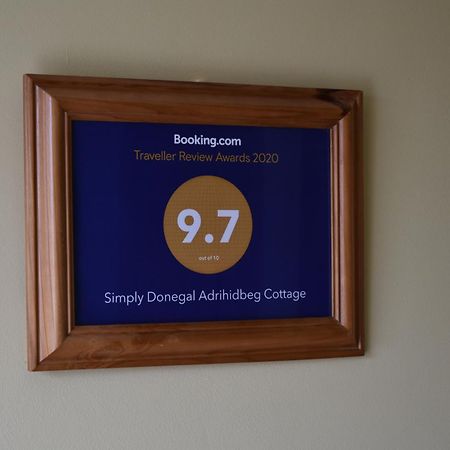 Booking.com
Traveller Review Awards 2020
9.7
out of 10
Simply Donegal Adrihidbeg Cottage